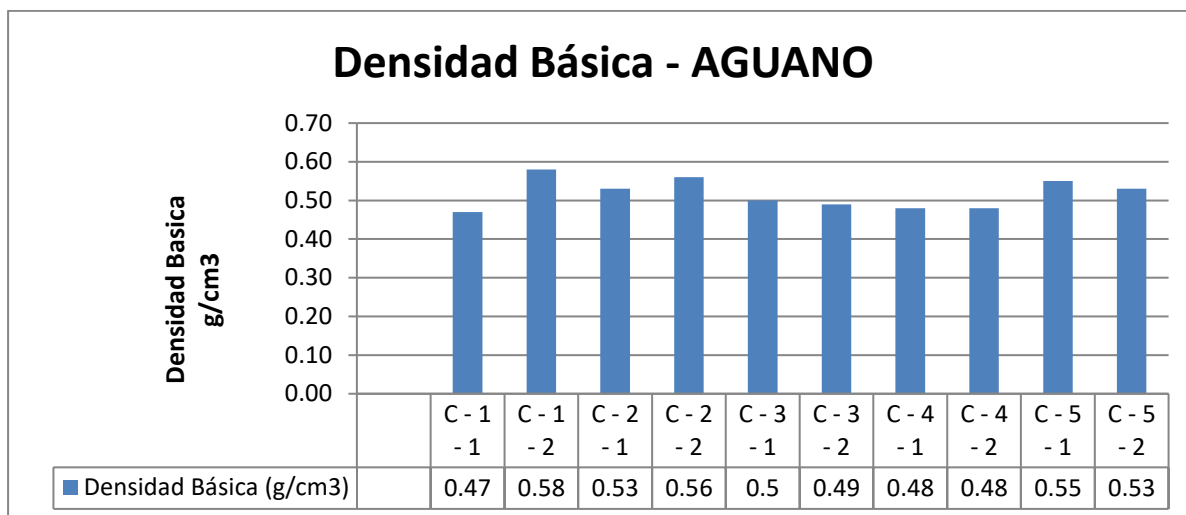 Densidad Básica - AGUANO
Densidad Basica
g/cm3
0.70
0.60
0.50
0.40
0.30
0.20
0.10
0.00
C - 1 C - 1 C - 2 C - 2 C - 3 C - 3 C - 4 C - 4 C - 5 C - 5
- 1 - 2 - 1 - 2 - 1 - 2 - 1 - 2 - 1 - 2
Densidad Básica (g/cm3) 0.47 0.58 0.53 0.56 0.5 0.49 0.48 0.48 0.55 0.53